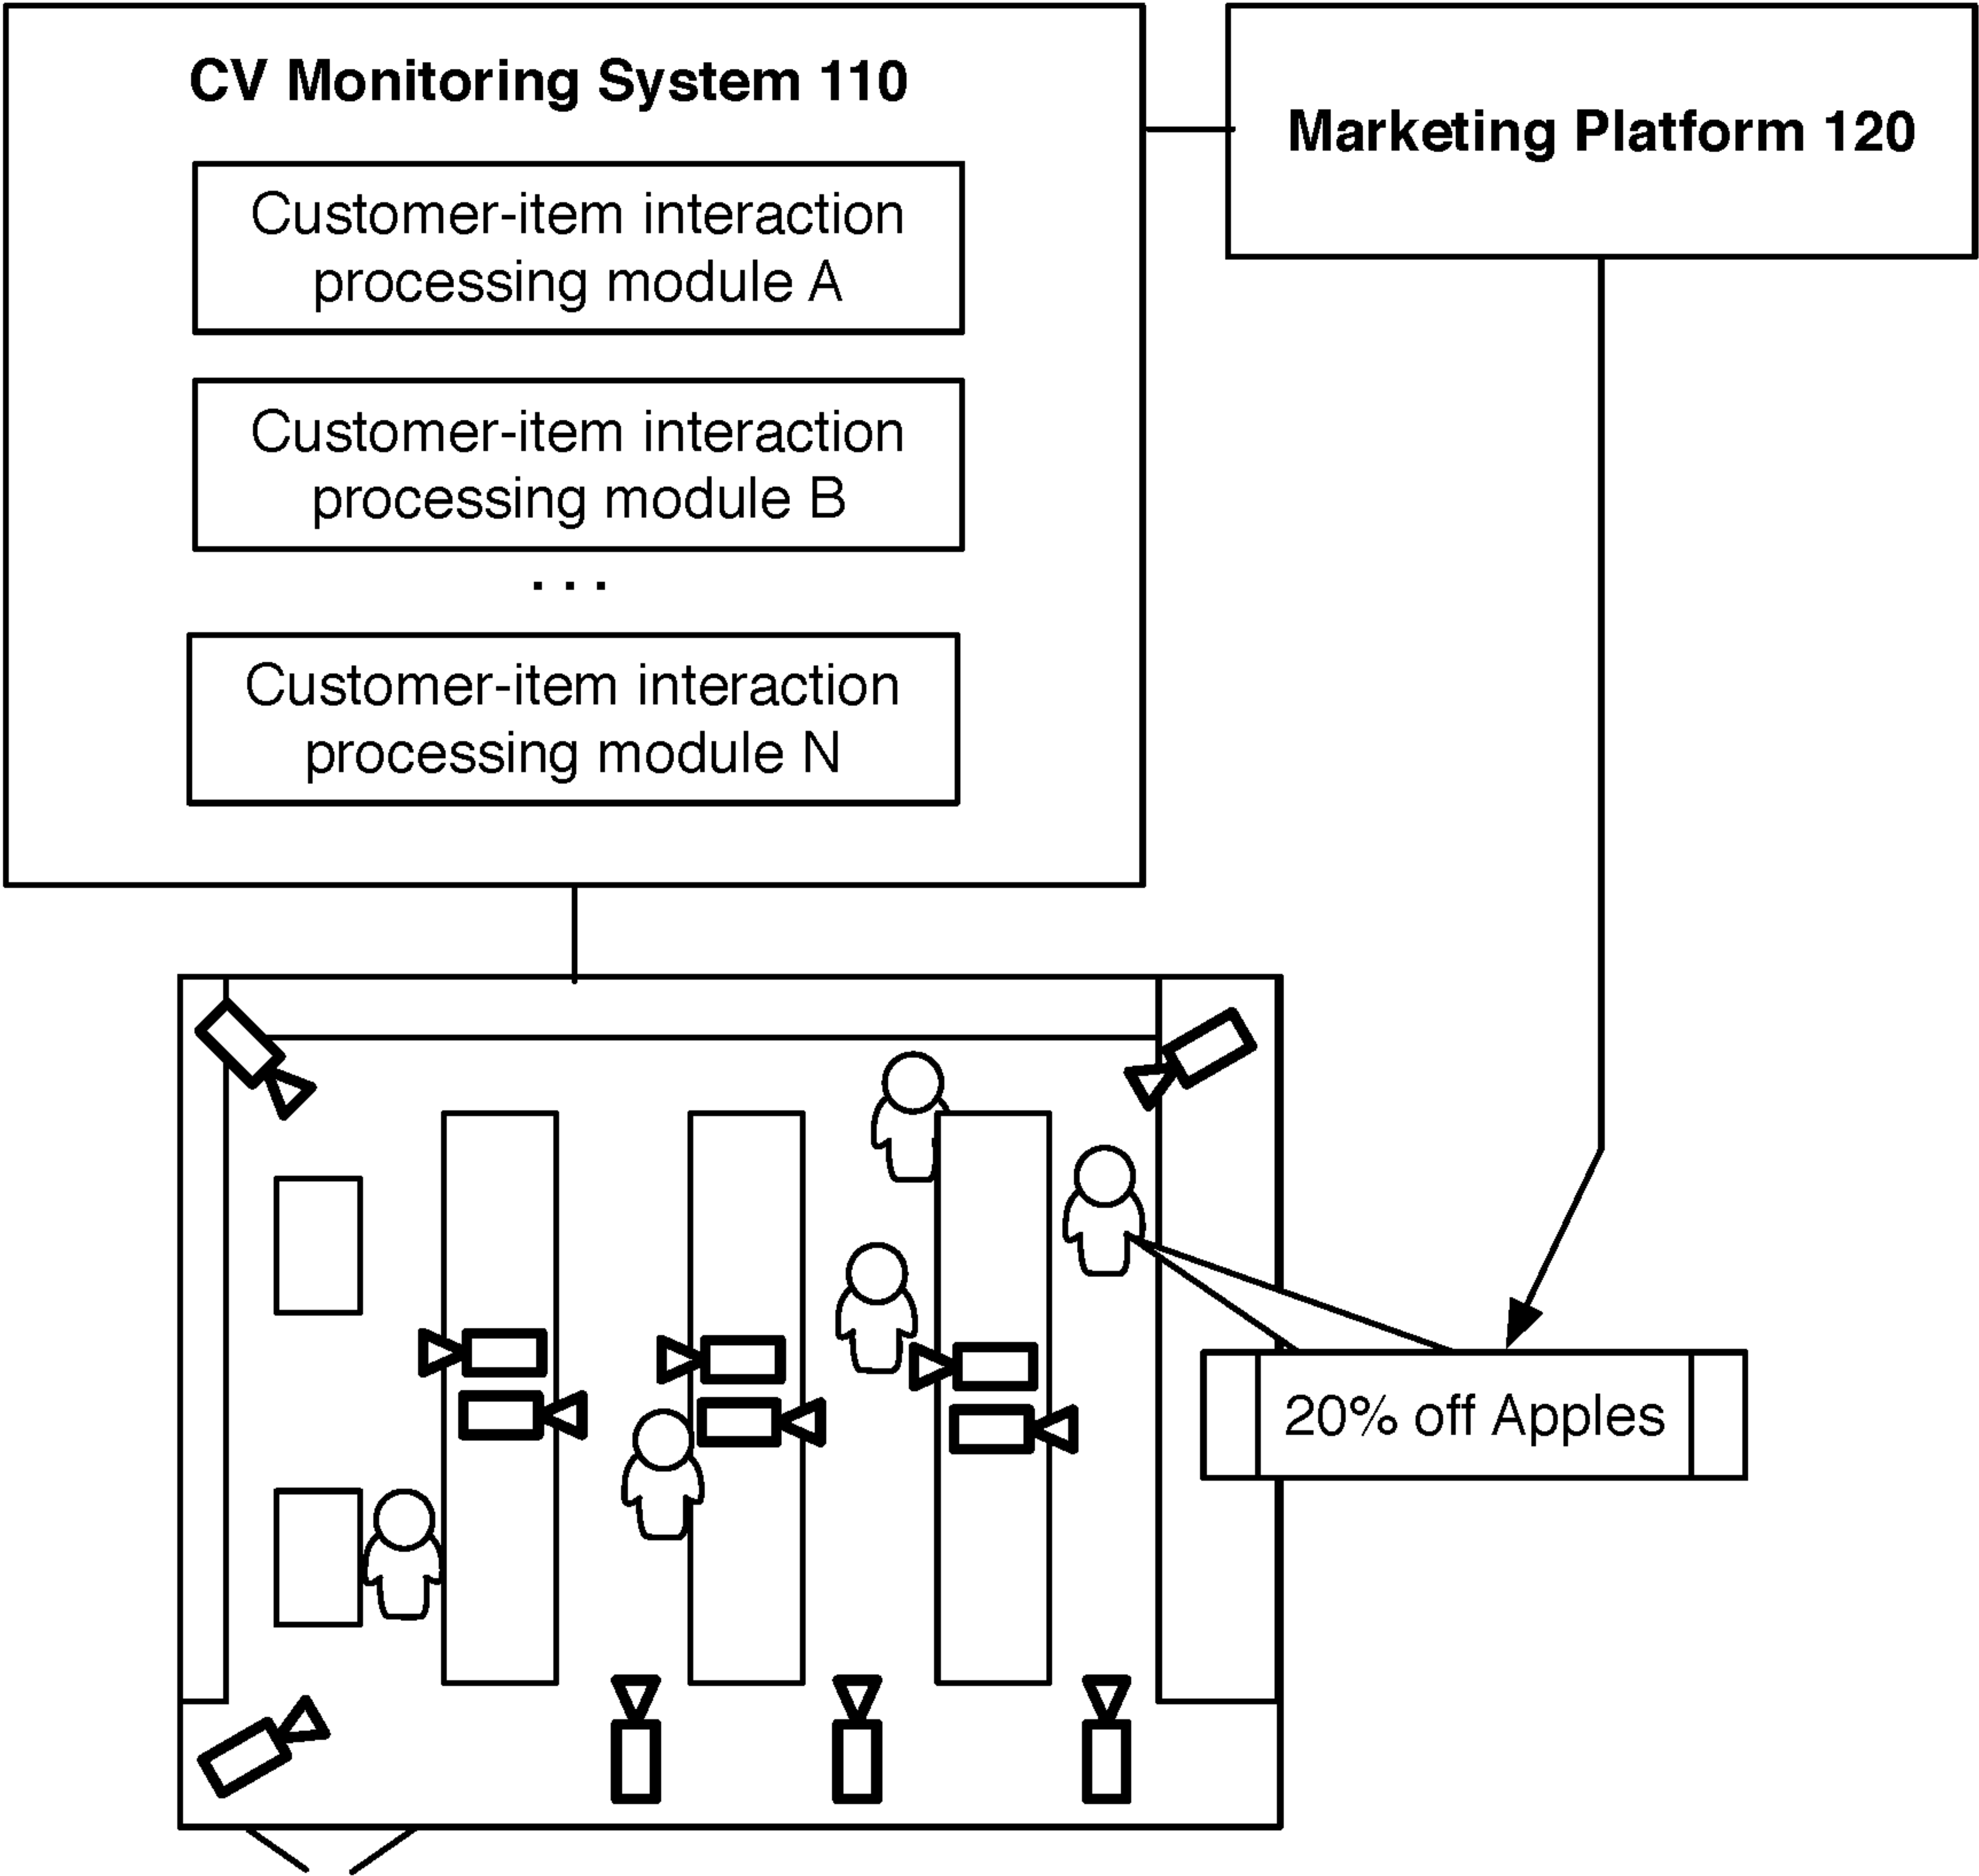 CV Monitoring System 110
Marketing Platform 120
Customer-item interaction
processing module A
Customer-item interaction
processing module B
...
Customer-item interaction
processing module N
20% off Apples